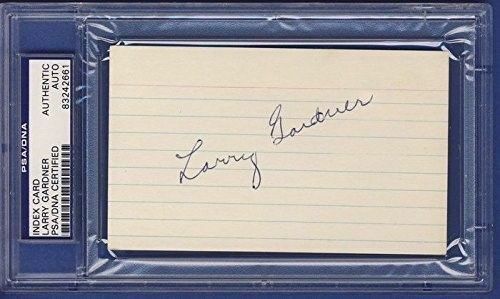 PSA/DNA
INDEX CARD
LARRY GARDNER
PSA/DNA CERTIFIED
AUTHENTIC
AUTO
83242661
Larry Gardner